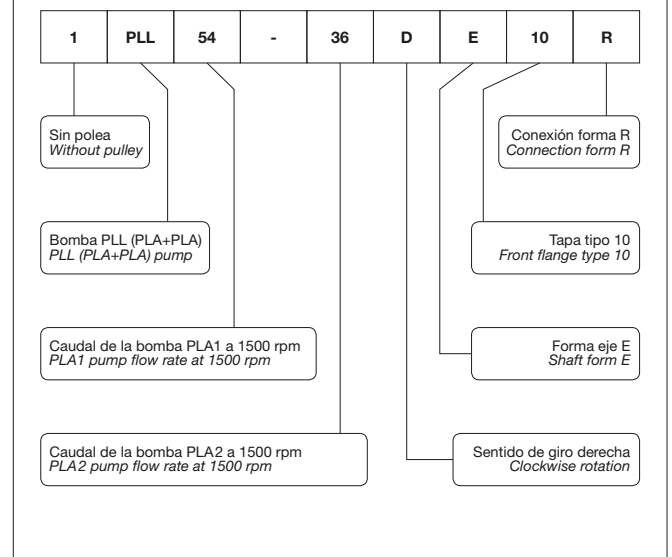 1 PLL 54 - 36 D E 10 R
Sin polea
Without pulley
Conexión forma R
Connection form R
Bomba PLL (PLA+PLA)
PLL (PLA+PLA) pump
Tapa tipo 10
Front flange type 10
Caudal de la bomba PLA1 a 1500 rpm
PLA1 pump flow rate at 1500 rpm
Forma eje E
Shaft form E
Caudal de la bomba PLA2 a 1500 rpm
PLA2 pump flow rate at 1500 rpm
Sentido de giro derecha
Clockwise rotation